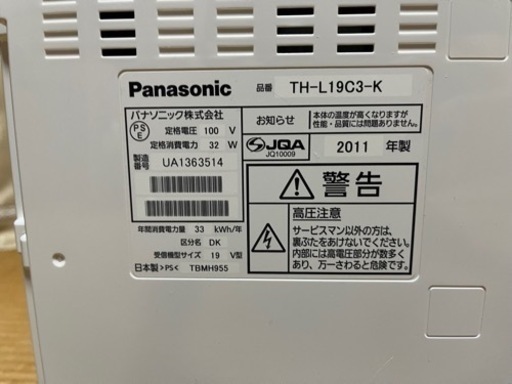 Panasonic
品番 TH-L19C3-K
パナソニック株式会社
PSE
定格電圧 100 V
定格消費電力 32 W
お知らせ
本体の温度が高くなりますが
性能・品質には問題ありません。
製造番号 UA1363514
JQA
JQ10009
2011 年製
警告
高圧注意
サービスマン以外の方は、
裏ぶたをあけないでください。
内部には高電圧部分が数多く
あり、万一さわると危険です。
年間消費電力量 33 kWh/年
区分名 DK
受信機型サイズ 19 V型
日本製 >PS< TBMH955